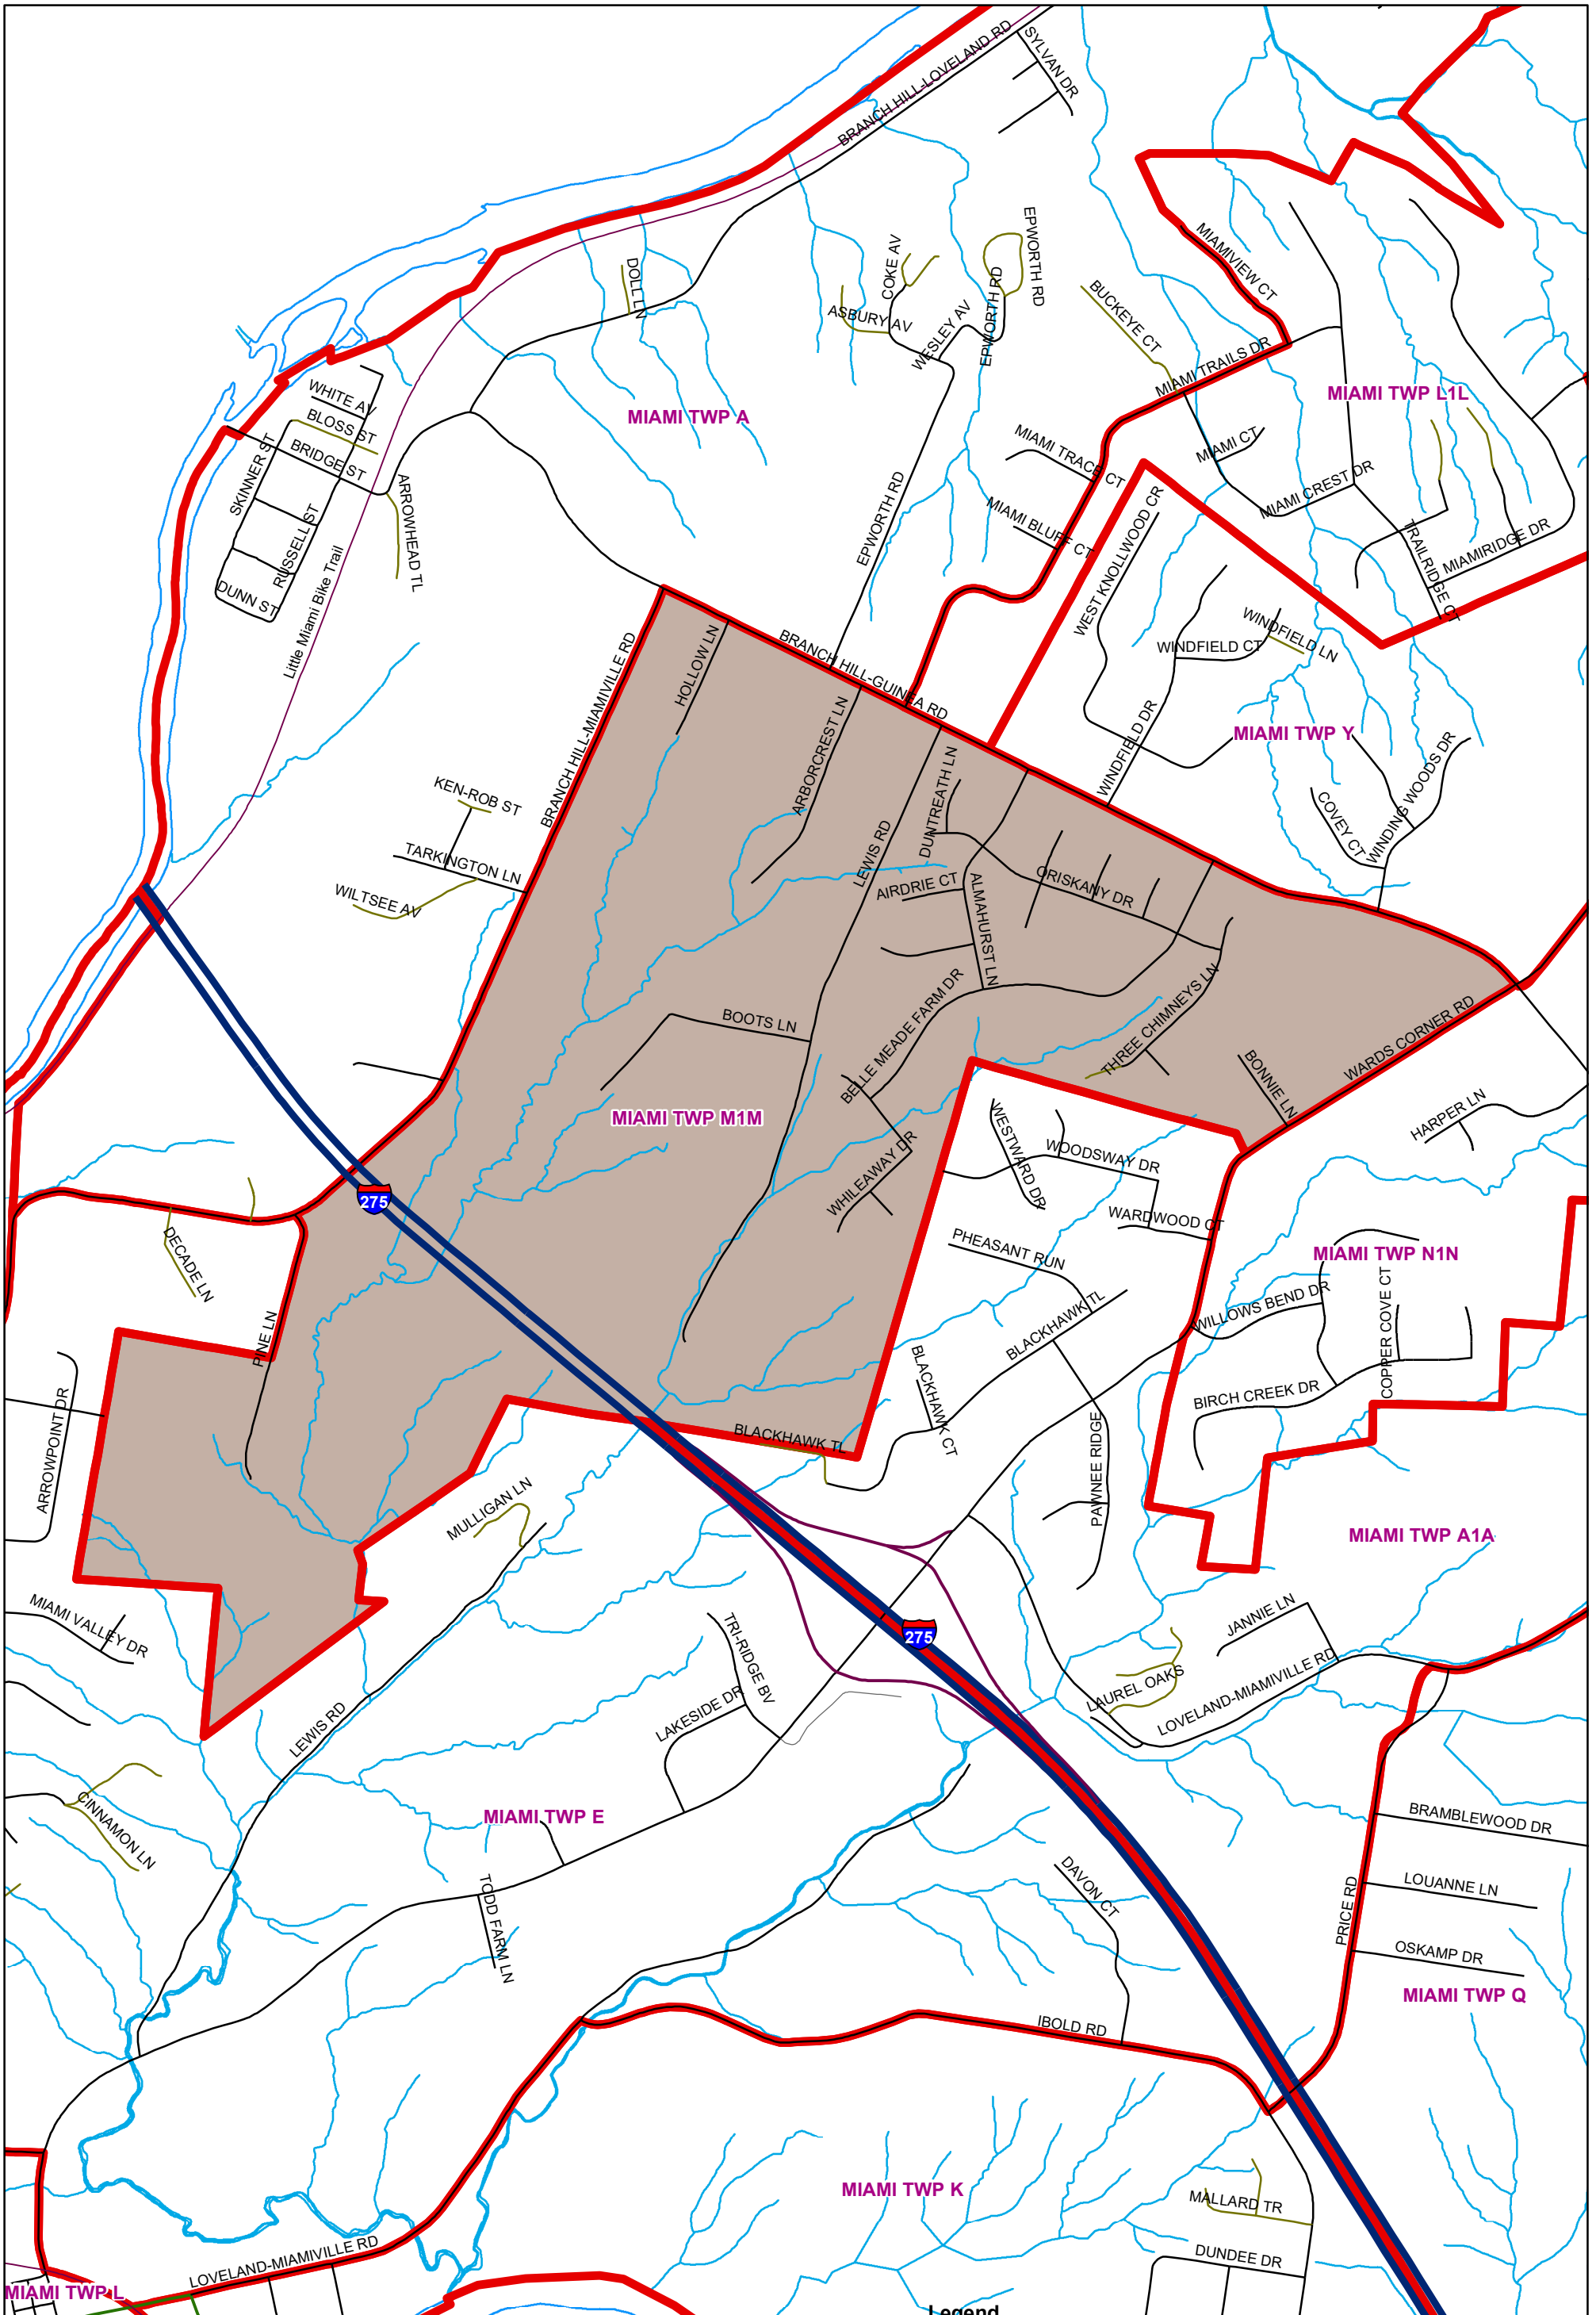 BRANCH HILL-LOVELAND RD
SYLVAN DR
EPWORTH RD
COKE AV
DOLL LN
ASBURY AV
WESLEY AV
EPWORTH RD
BUCKEYE CT
MIAMIVIEW CT
MIAMI TRAILS DR
MIAMI TWP L1L
MIAMI TWP A
WHITE AV
BLOSS ST
BRIDGE ST
SKINNER ST
RUSSELL ST
DUNN ST
ARROWHEAD TL
Little Miami Bike Trail
MIAMI TRACE CT
MIAMI CT
MIAMI CREST DR
MIAMI BLUFF CT
EPWORTH RD
WEST KNOLLWOOD CR
TRAILRIDGE CT
MIAMIRIDGE DR
WINDFIELD CT
WINDFIELD LN
BRANCH HILL-MIAMIVILLE RD
HOLLOW LN
BRANCH HILL-GUINEA RD
MIAMI TWP Y
ARBORCREST LN
LEWIS RD
DUNTREATH LN
WINDFIELD DR
COVEY CT
WINDING WOODS DR
KEN-ROB ST
TARKINGTON LN
WILTSEE AV
AIRDRIE CT
ALMAHURST LN
ORISKANY DR
BOOTS LN
BELLE MEADE FARM DR
THREE CHIMNEYS LN
BONNIE LN
WARDS CORNER RD
HARPER LN
MIAMI TWP M1M
WHILEAWAY DR
WESTWARD DR
WOODSWAY DR
WARDWOOD CT
275
PHEASANT RUN
MIAMI TWP N1N
DECADE LN
PINE LN
BLACKHAWK TL
WILLOWS BEND DR
COPPER COVE CT
BIRCH CREEK DR
ARROWPOINT DR
BLACKHAWK CT
BLACKHAWK TL
PAWNEE RIDGE
MULLIGAN LN
MIAMI TWP A1A
MIAMI VALLEY DR
275
TRI-RIDGE BV
JANNIE LN
LAKESIDE DR
LAUREL OAKS
LOVELAND-MIAMIVILLE RD
LEWIS RD
CINNAMON LN
MIAMI TWP E
BRAMBLEWOOD DR
TODD FARM LN
DAVON CT
LOUANNE LN
PRICE RD
OSKAMP DR
MIAMI TWP Q
IBOLD RD
MIAMI TWP K
MALLARD TR
DUNDEE DR
LOVELAND-MIAMIVILLE RD
MIAMI TWP L
Legend